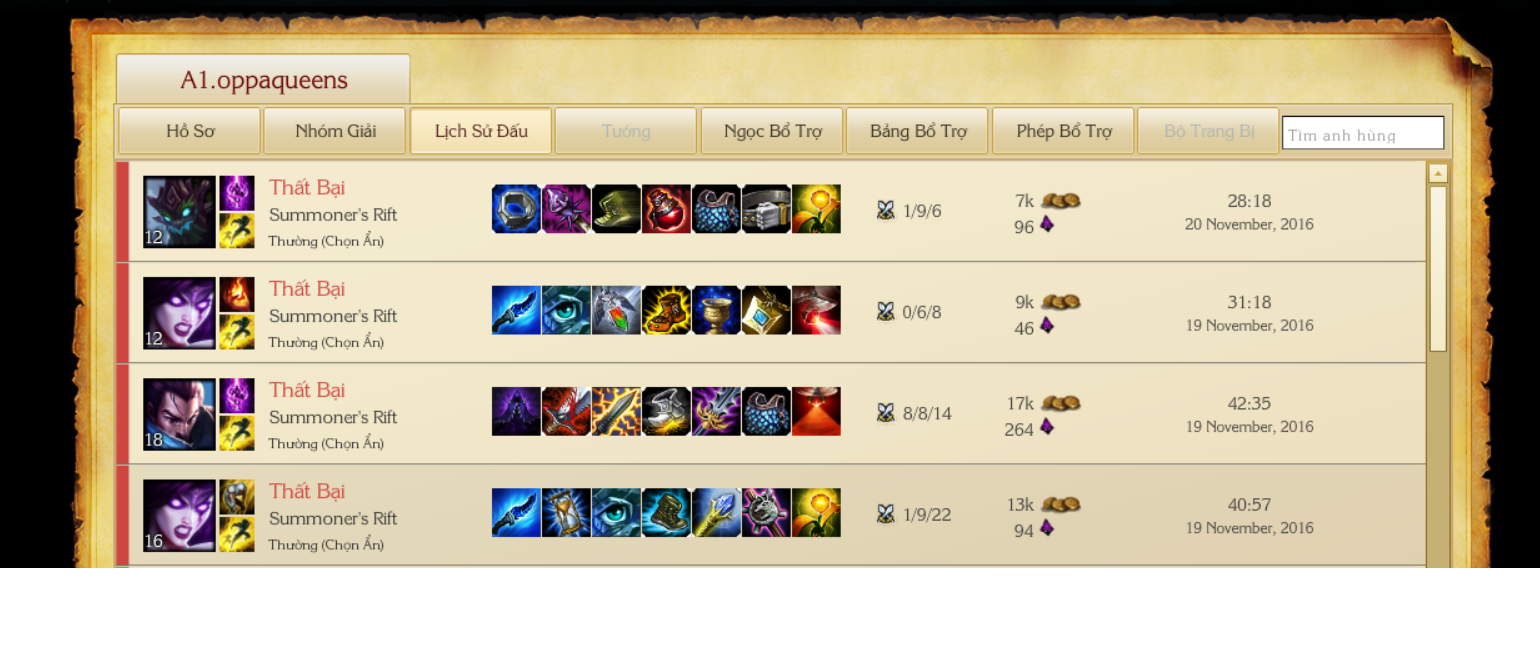 A1.oppaqueens
Hồ Sơ Nhóm Giải Lịch Sử Đấu Tướng Ngọc Bổ Trợ Bảng Bổ Trợ Phép Bổ Trợ Bộ Trang Bị Tìm anh hùng
12 Thất Bại
Summoner's Rift
Thường (Chọn Ẩn)
1/9/6
7k
96
28:18
20 November, 2016
12 Thất Bại
Summoner's Rift
Thường (Chọn Ẩn)
0/6/8
9k
46
31:18
19 November, 2016
18 Thất Bại
Summoner's Rift
Thường (Chọn Ẩn)
8/8/14
17k
264
42:35
19 November, 2016
16 Thất Bại
Summoner's Rift
Thường (Chọn Ẩn)
1/9/22
13k
94
40:57
19 November, 2016